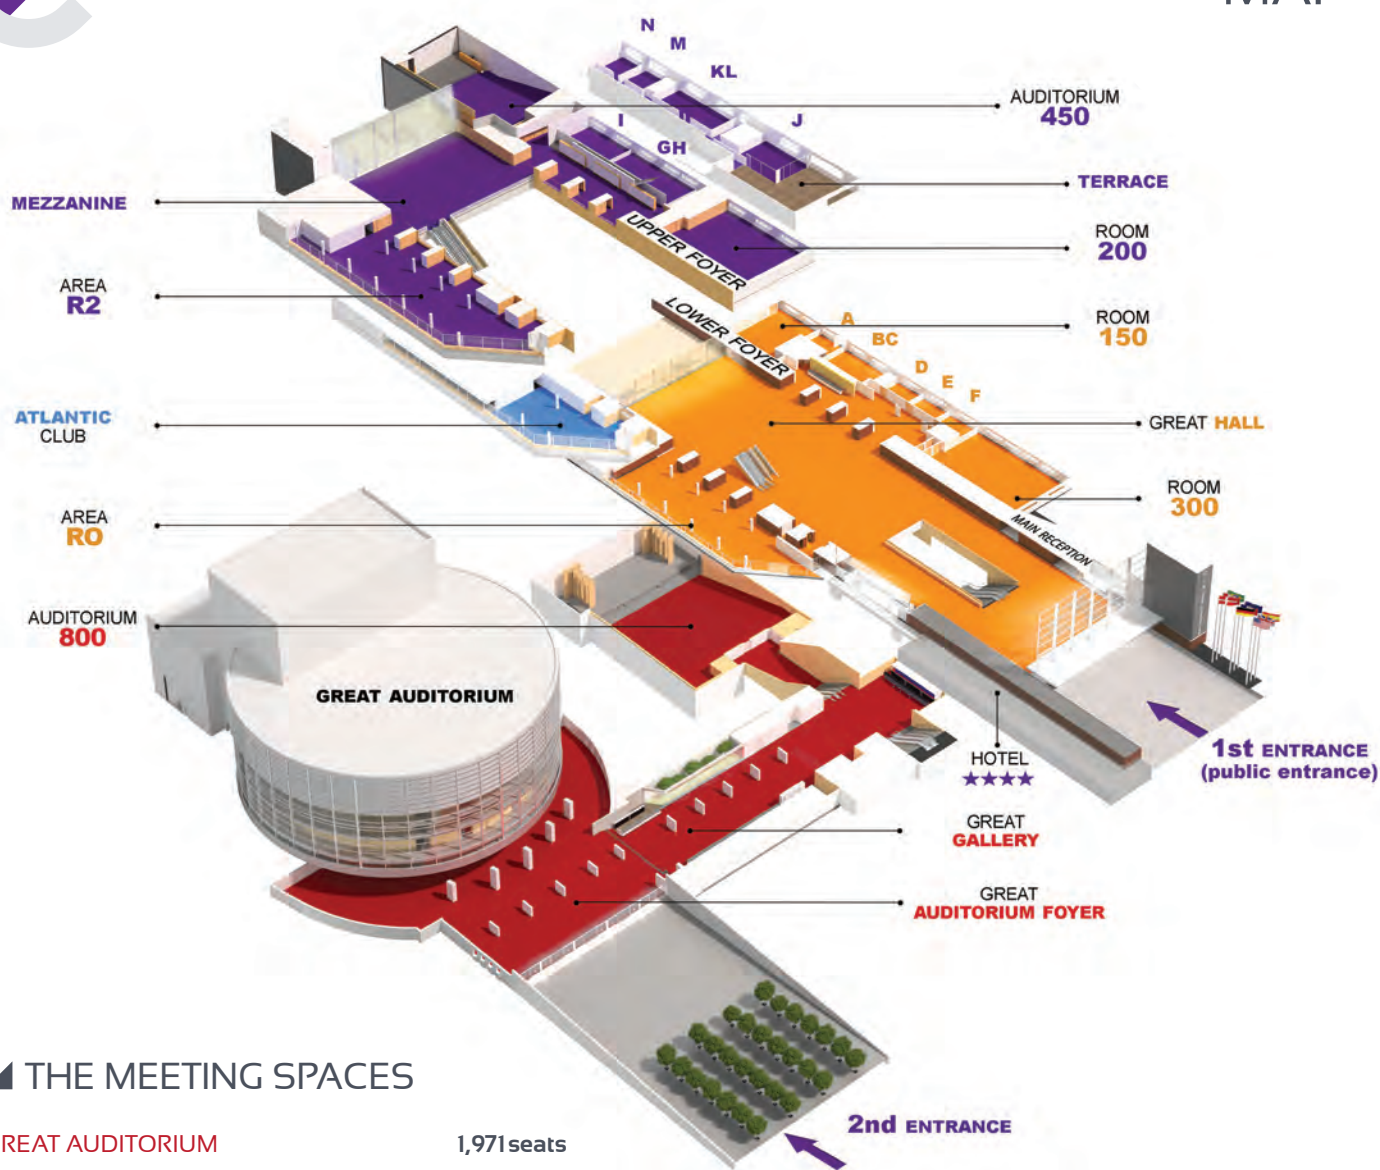 N
M
KL
J
I
GH
AUDITORIUM
450
TERRACE
MEZZANINE
ROOM
200
UPPER FOYER
AREA
R2
LOWER FOYER
ROOM
150
A
BC
D
E
F
ATLANTIC
CLUB
GREAT HALL
ROOM
300
AREA
RO
MAIN RECEPTION
AUDITORIUM
800
GREAT AUDITORIUM
HOTEL
★★★★
1st ENTRANCE
(public entrance)
GREAT
GALLERY
GREAT
AUDITORIUM FOYER
THE MEETING SPACES
2nd ENTRANCE
REAT AUDITORIUM 1,971 seats